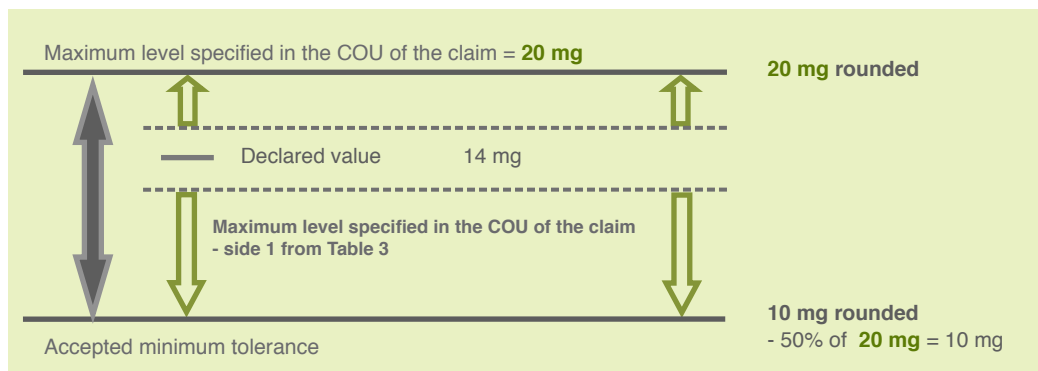 Maximum level specified in the COU of the claim = 20 mg
20 mg rounded
Declared value 14 mg
Maximum level specified in the COU of the claim
- side 1 from Table 3
10 mg rounded
- 50% of 20 mg = 10 mg
Accepted minimum tolerance